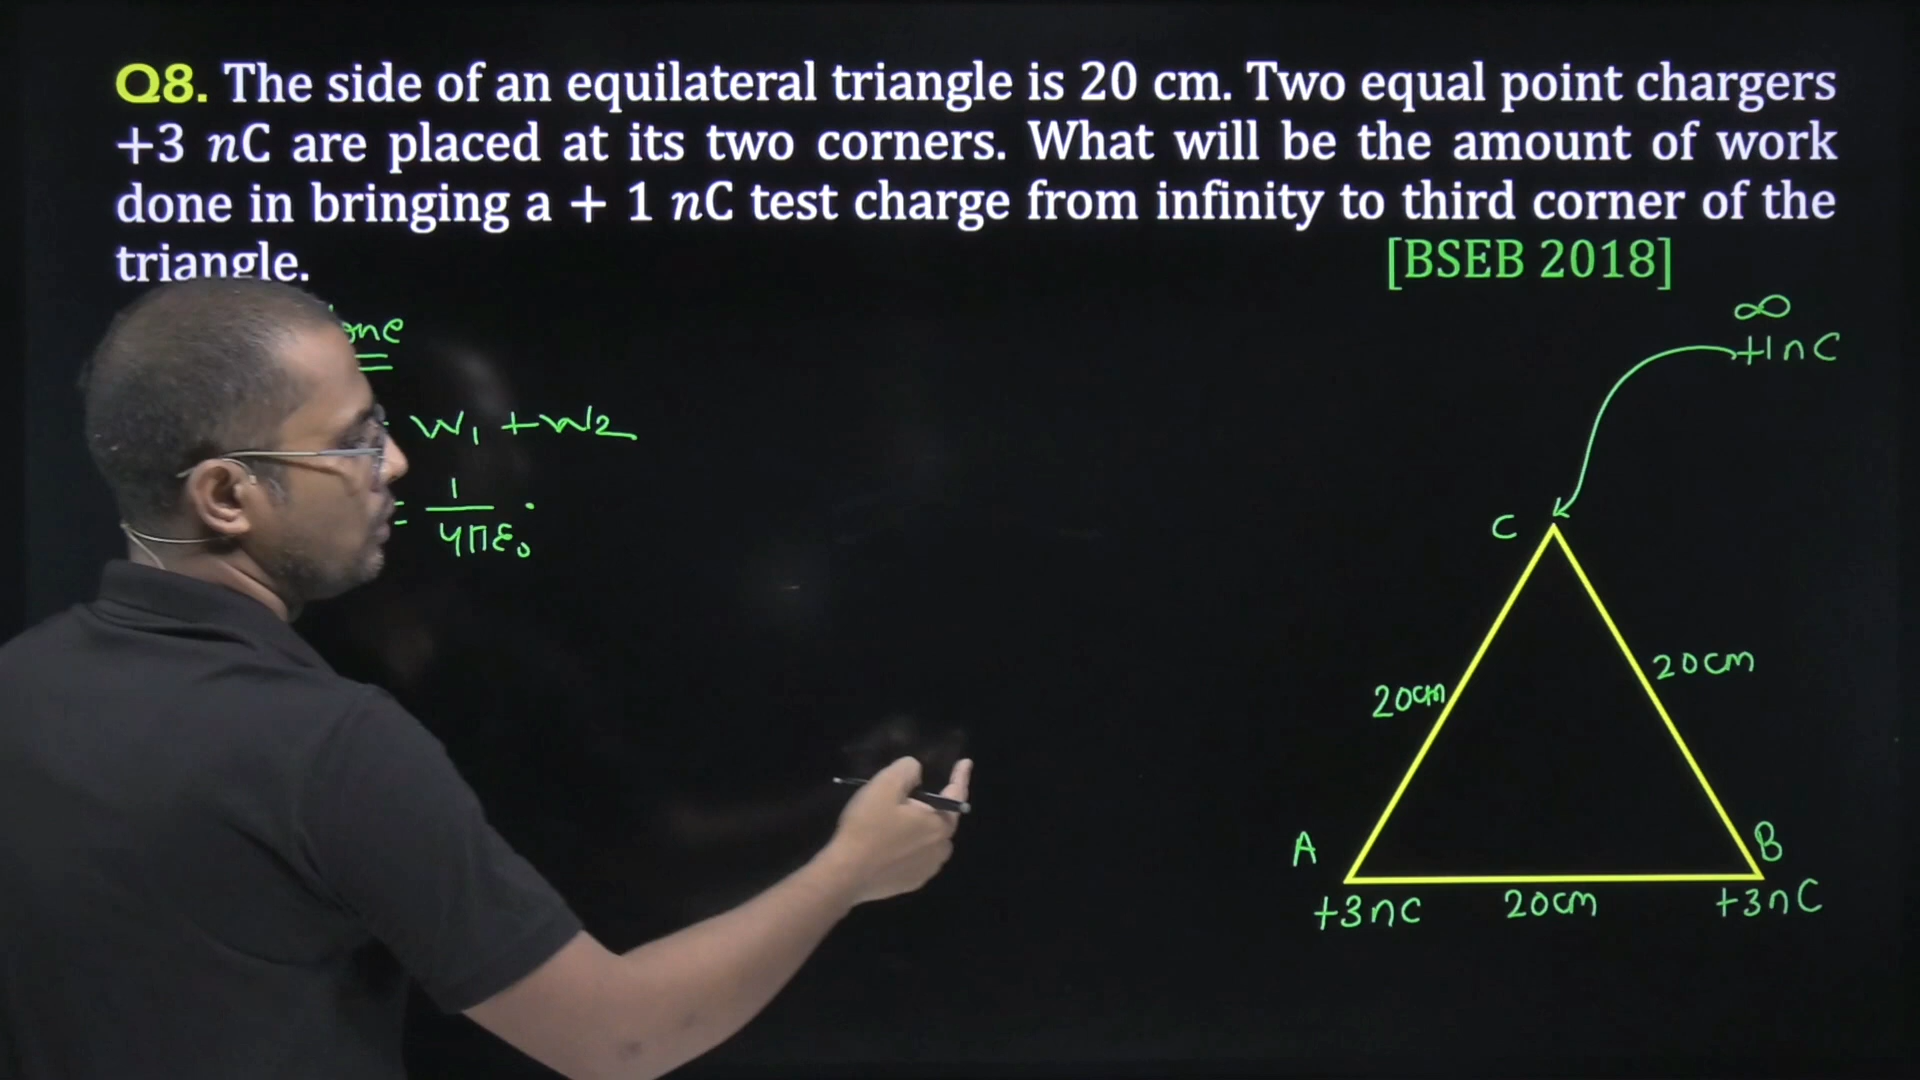 Q8. The side of an equilateral triangle is 20 cm. Two equal point chargers
+3 nC are placed at its two corners. What will be the amount of work
done in bringing a + 1 nC test charge from infinity to third corner of the
triangle. [BSEB 2018]
∞
+1nC
W₁ + W₂
= 1/4πε₀ ·
C
20cm
20cm
A
B
+3nC
20cm
+3nC